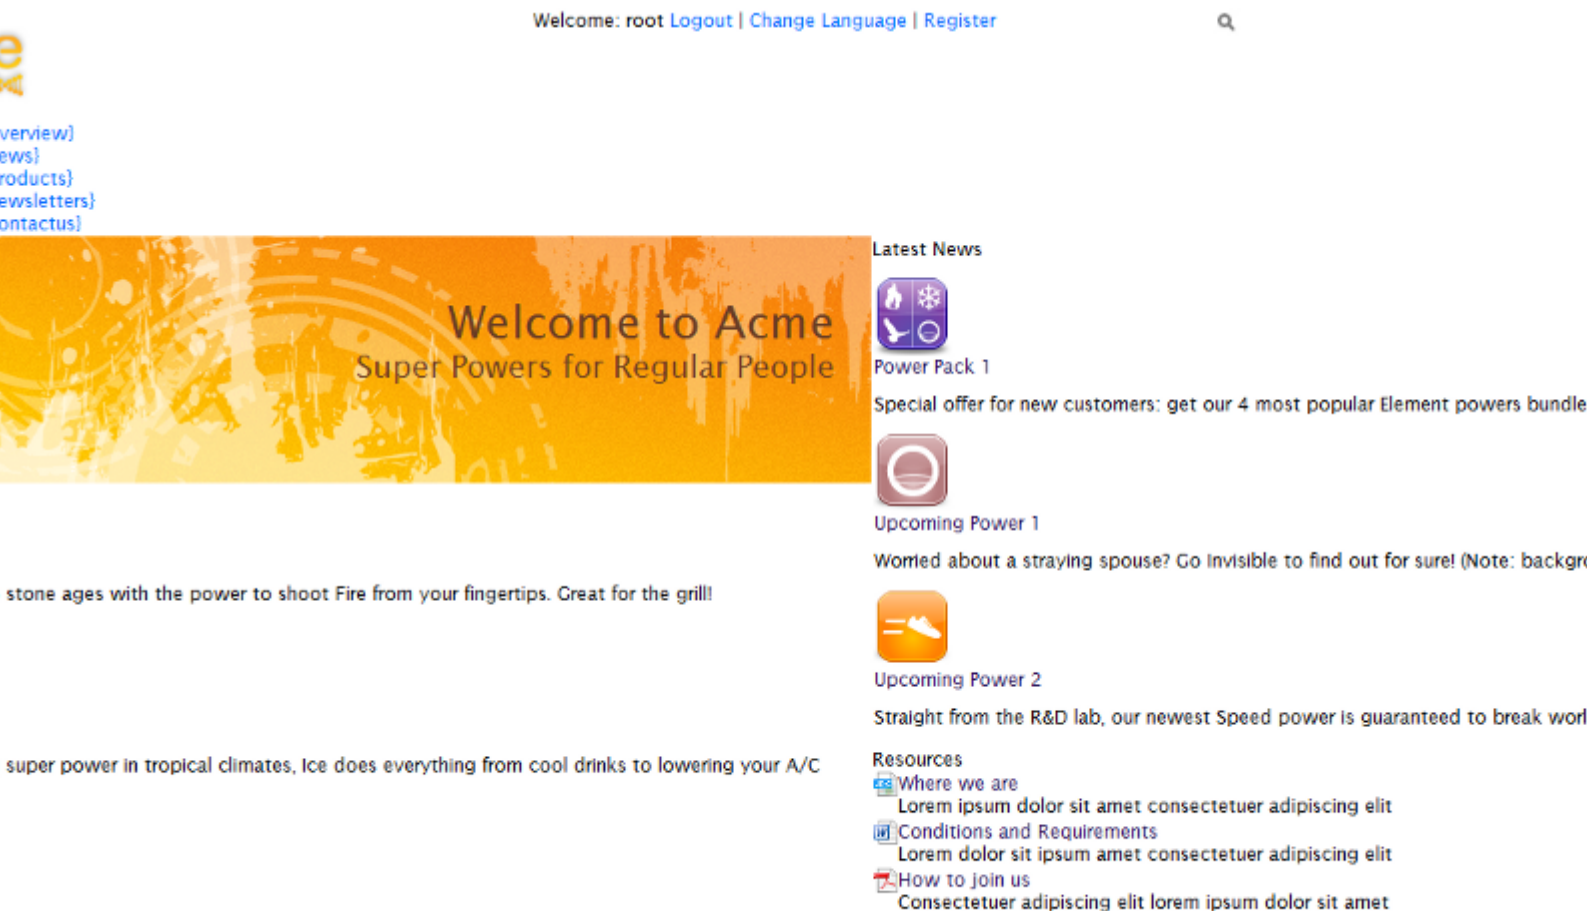 Welcome: root Logout | Change Language | Register
verview}
ews}
roducts}
ewsletters}
ontactus}
Welcome to Acme
Super Powers for Regular People
stone ages with the power to shoot Fire from your fingertips. Great for the grill!
super power in tropical climates, Ice does everything from cool drinks to lowering your A/C
Latest News
Power Pack 1
Special offer for new customers: get our 4 most popular Element powers bundle
Upcoming Power 1
Worried about a straying spouse? Go Invisible to find out for sure! (Note: backgr
Upcoming Power 2
Straight from the R&D lab, our newest Speed power is guaranteed to break worl
Resources
Where we are
Lorem ipsum dolor sit amet consectetuer adipiscing elit
Conditions and Requirements
Lorem dolor sit ipsum amet consectetuer adipiscing elit
How to join us
Consectetuer adipiscing elit lorem ipsum dolor sit amet